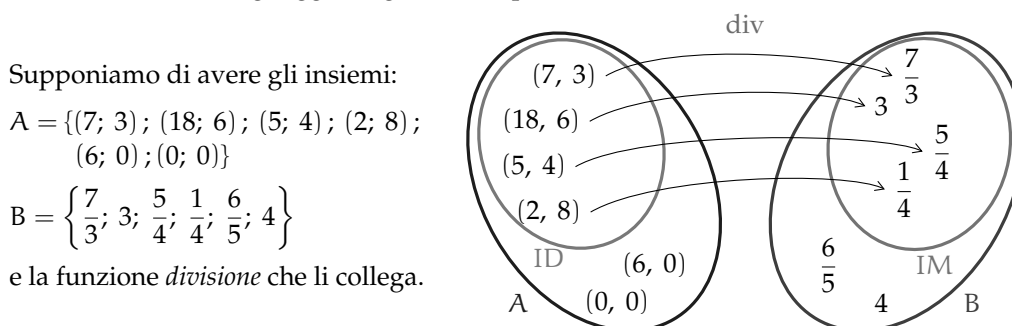 Supponiamo di avere gli insiemi:
A = {(7; 3) ; (18; 6) ; (5; 4) ; (2; 8) ;
(6; 0) ; (0; 0)}
B = {7/3; 3; 5/4; 1/4; 6/5; 4}
e la funzione divisione che li collega.
div
(7, 3)
(18, 6)
(5, 4)
(2, 8)
ID
(6, 0)
(0, 0)
A
7/3
3
5/4
1/4
IM
6/5
4
B